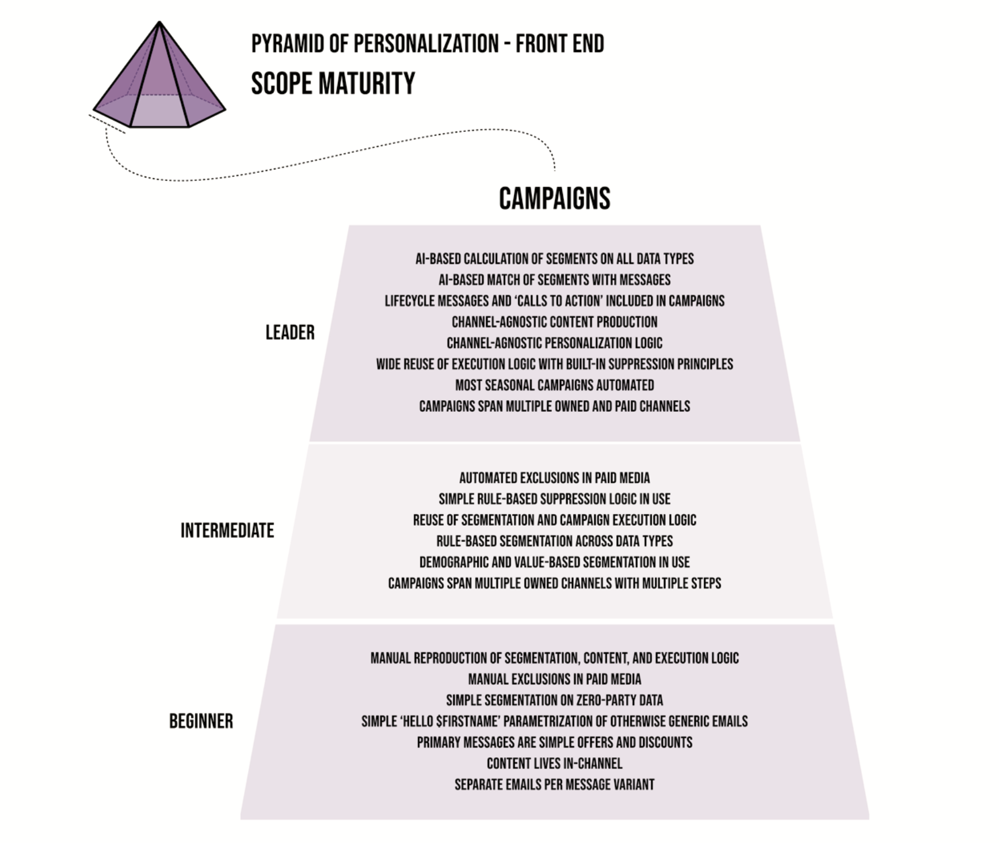 PYRAMID OF PERSONALIZATION - FRONT END
SCOPE MATURITY
CAMPAIGNS
LEADER
AI-BASED CALCULATION OF SEGMENTS ON ALL DATA TYPES
AI-BASED MATCH OF SEGMENTS WITH MESSAGES
LIFECYCLE MESSAGES AND ‘CALLS TO ACTION’ INCLUDED IN CAMPAIGNS
CHANNEL-AGNOSTIC CONTENT PRODUCTION
CHANNEL-AGNOSTIC PERSONALIZATION LOGIC
WIDE REUSE OF EXECUTION LOGIC WITH BUILT-IN SUPPRESSION PRINCIPLES
MOST SEASONAL CAMPAIGNS AUTOMATED
CAMPAIGNS SPAN MULTIPLE OWNED AND PAID CHANNELS
INTERMEDIATE
AUTOMATED EXCLUSIONS IN PAID MEDIA
SIMPLE RULE-BASED SUPPRESSION LOGIC IN USE
REUSE OF SEGMENTATION AND CAMPAIGN EXECUTION LOGIC
RULE-BASED SEGMENTATION ACROSS DATA TYPES
DEMOGRAPHIC AND VALUE-BASED SEGMENTATION IN USE
CAMPAIGNS SPAN MULTIPLE OWNED CHANNELS WITH MULTIPLE STEPS
BEGINNER
MANUAL REPRODUCTION OF SEGMENTATION, CONTENT, AND EXECUTION LOGIC
MANUAL EXCLUSIONS IN PAID MEDIA
SIMPLE SEGMENTATION ON ZERO-PARTY DATA
SIMPLE ‘HELLO $FIRSTNAME’ PARAMETRIZATION OF OTHERWISE GENERIC EMAILS
PRIMARY MESSAGES ARE SIMPLE OFFERS AND DISCOUNTS
CONTENT LIVES IN-CHANNEL
SEPARATE EMAILS PER MESSAGE VARIANT